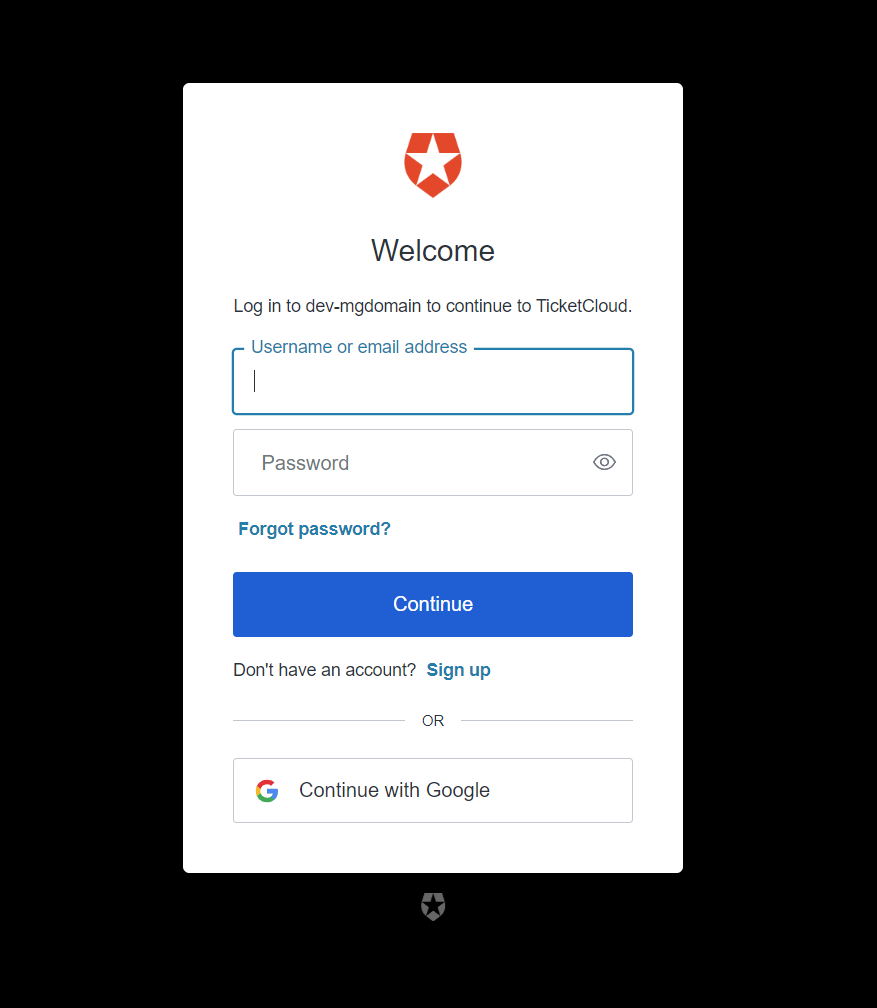 Welcome
Log in to dev-mgdomain to continue to TicketCloud.
Username or email address
Password
Forgot password?
Continue
Don't have an account? Sign up
OR
Continue with Google